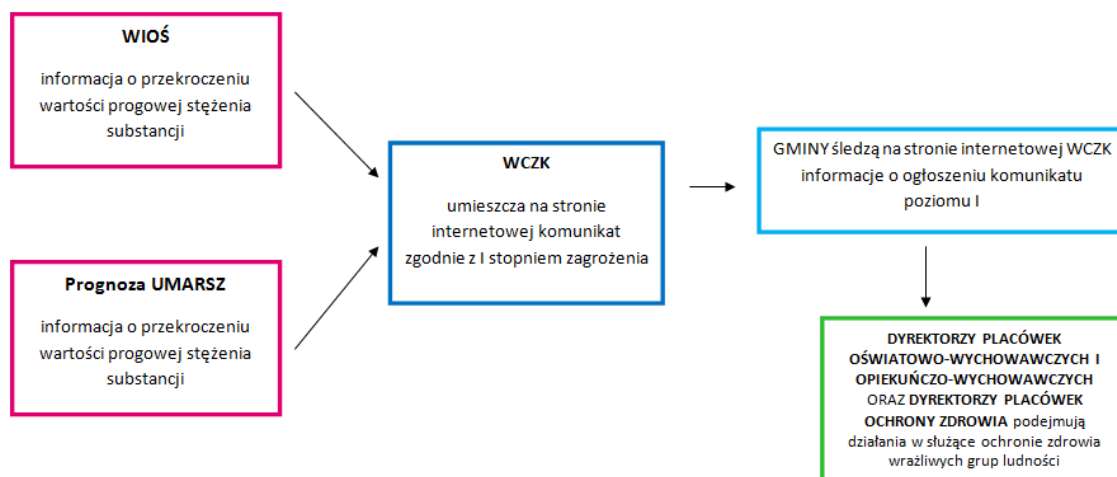 WIOŚ
informacja o przekroczeniu
wartości progowej stężenia
substancji
Prognoza UMARSZ
informacja o przekroczeniu
wartości progowej stężenia
substancji
WCZK
umieszcza na stronie
internetowej komunikat
zgodnie z I stopniem zagrożenia
GMINY śledzą na stronie internetowej WCZK
informacje o ogłoszeniu komunikatu
poziomu I
DYREKTORZY PLACÓWEK
OŚWIATOWO-WYCHOWAWCZYCH I
OPIEKUŃCZO-WYCHOWAWCZYCH
ORAZ DYREKTORZY PLACÓWEK
OCHRONY ZDROWIA podejmują
działania w służące ochronie zdrowia
wrażliwych grup ludności